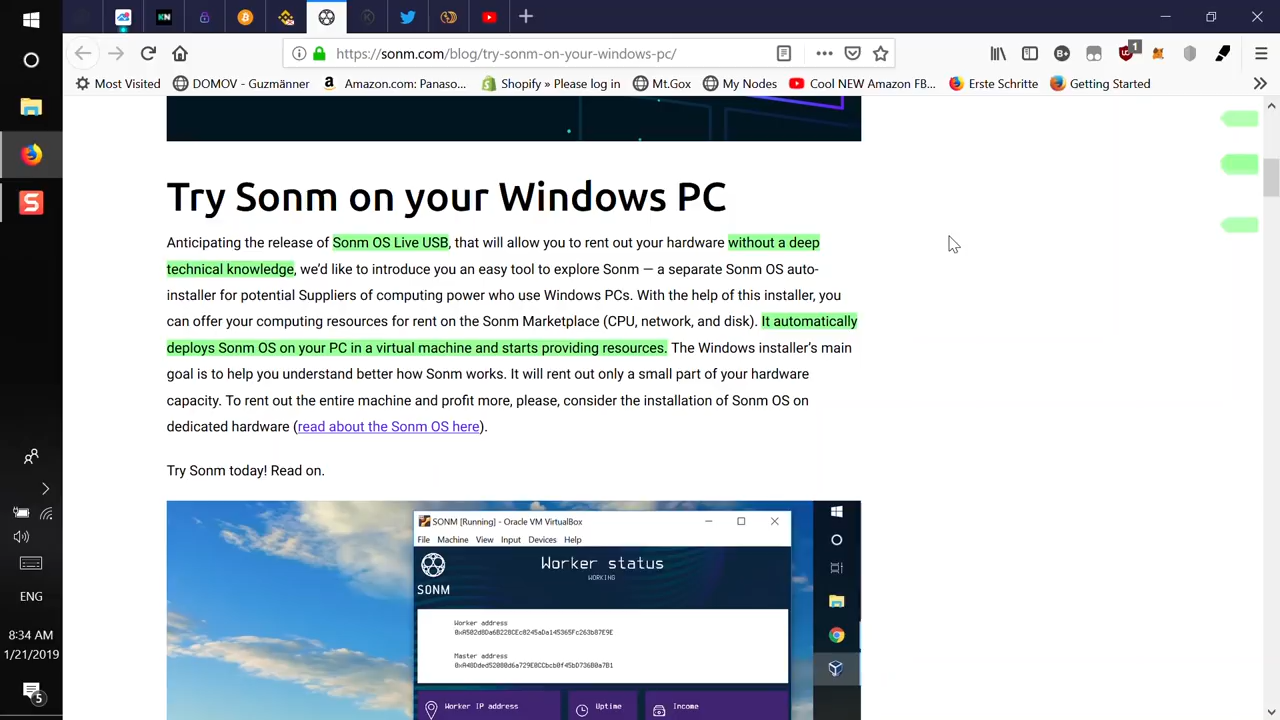 KN
https://sonm.com/blog/try-sonm-on-your-windows-pc/
1
Most Visited
DOMOV - Guzmänner
Amazon.com: Panaso...
Shopify » Please log in
Mt.Gox
My Nodes
Cool NEW Amazon FB...
Erste Schritte
Getting Started
Try Sonm on your Windows PC
Anticipating the release of Sonm OS Live USB, that will allow you to rent out your hardware without a deep
technical knowledge, we’d like to introduce you an easy tool to explore Sonm — a separate Sonm OS auto-
installer for potential Suppliers of computing power who use Windows PCs. With the help of this installer, you
can offer your computing resources for rent on the Sonm Marketplace (CPU, network, and disk). It automatically
deploys Sonm OS on your PC in a virtual machine and starts providing resources. The Windows installer’s main
goal is to help you understand better how Sonm works. It will rent out only a small part of your hardware
capacity. To rent out the entire machine and profit more, please, consider the installation of Sonm OS on
dedicated hardware (read about the Sonm OS here).
Try Sonm today! Read on.
SONM [Running] - Oracle VM VirtualBox
File Machine View Input Devices Help
Worker status
WORKING
SONM
Worker address
Master address
Worker IP address
Uptime
Income
ENG
8:34 AM
1/21/2019
5